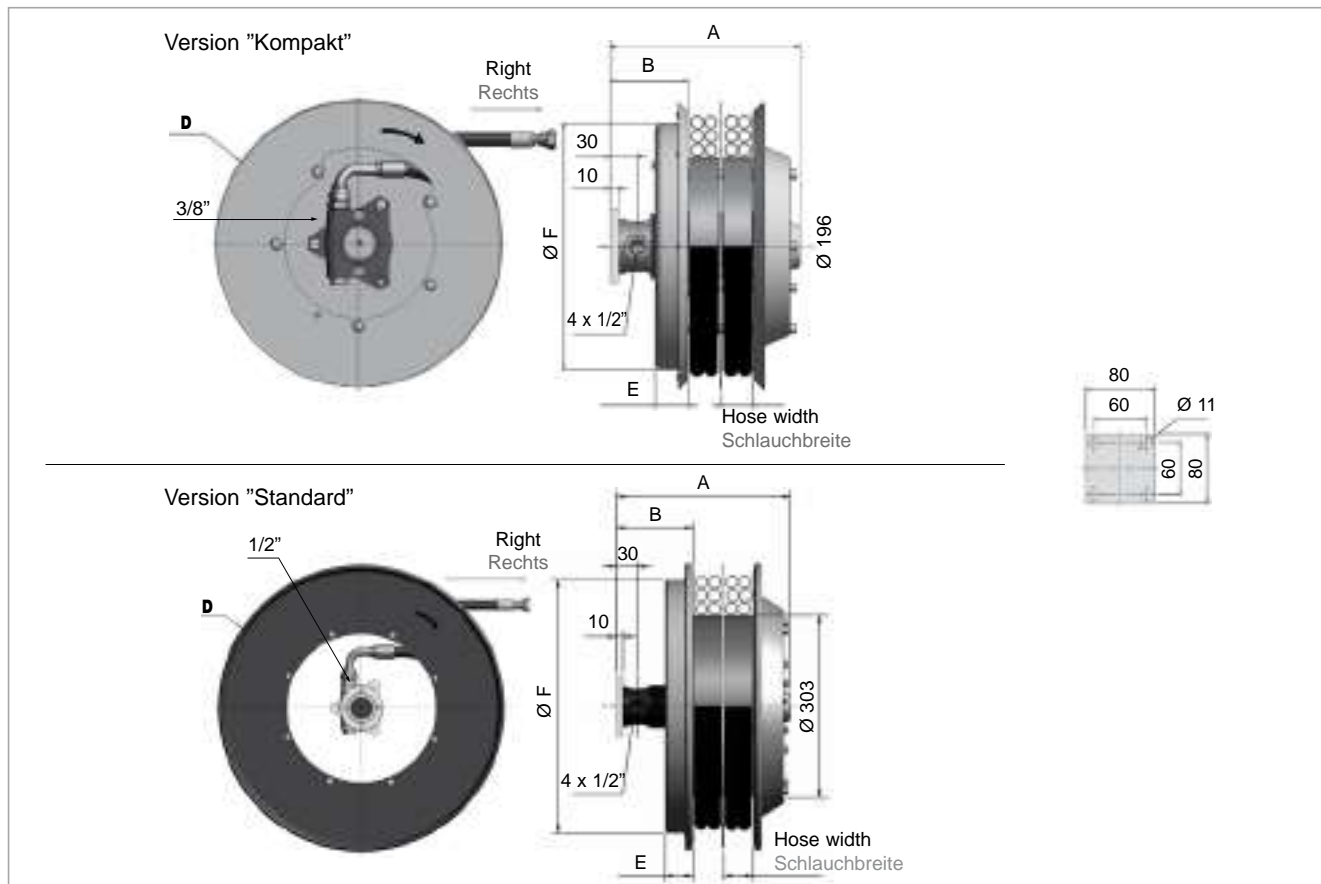 Version ”Kompakt”
A
B
Right
Rechts
D
30
10
3/8”
Ø F
Ø 196
4 x 1/2”
E
Hose width
Schlauchbreite
80
60
Ø 11
60
80
Version ”Standard”
A
B
1/2”
Right
Rechts
30
D
10
Ø F
Ø 303
4 x 1/2”
Hose width
E
Schlauchbreite